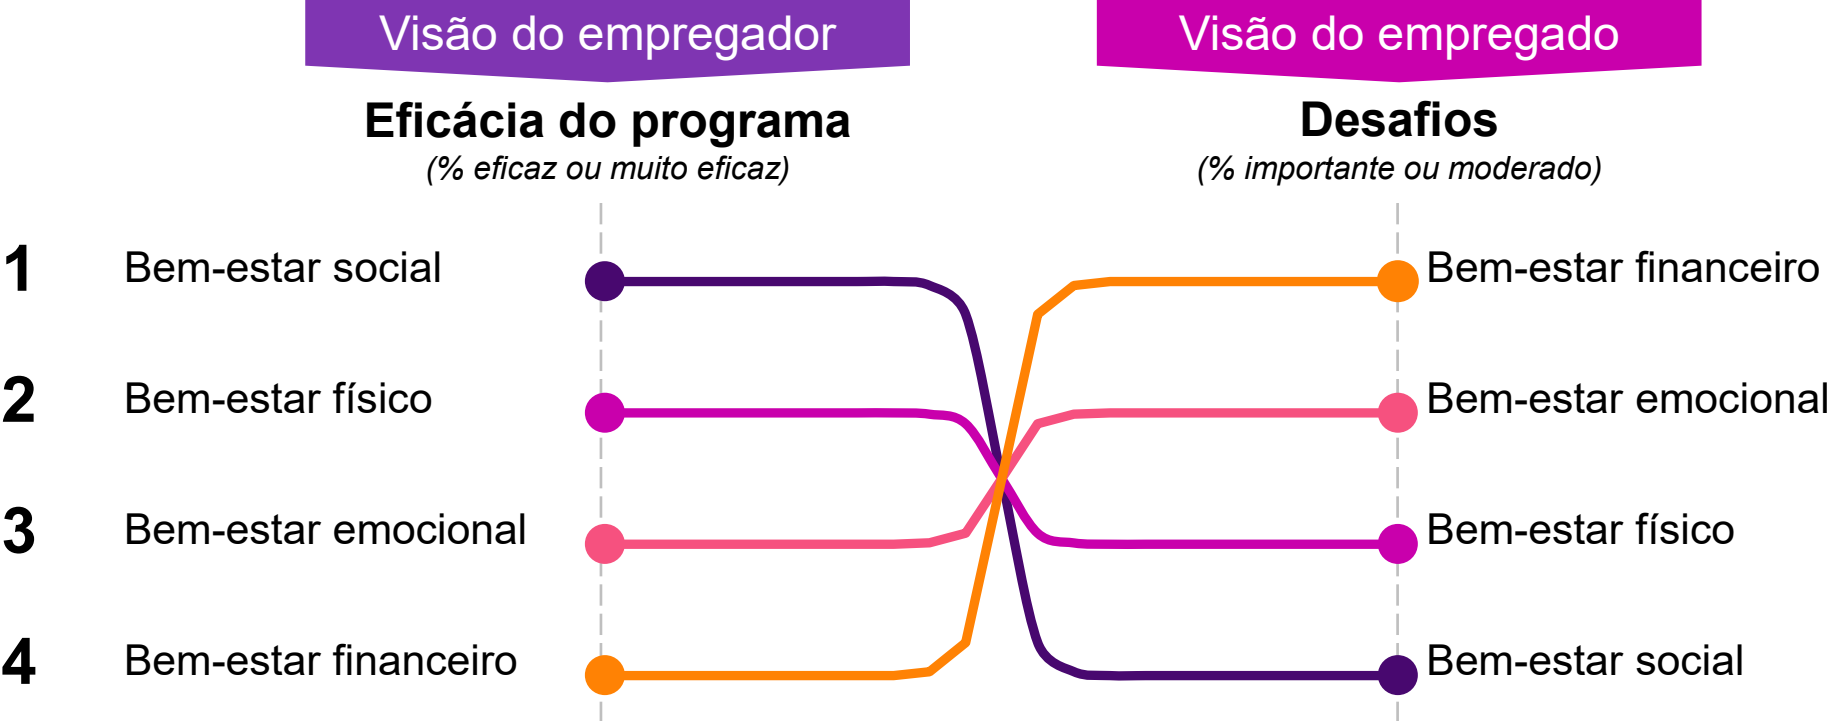 Visão do empregador
Visão do empregado
Eficácia do programa
(% eficaz ou muito eficaz)
Desafios
(% importante ou moderado)
1 Bem-estar social
Bem-estar financeiro
2 Bem-estar físico
Bem-estar emocional
3 Bem-estar emocional
Bem-estar físico
4 Bem-estar financeiro
Bem-estar social